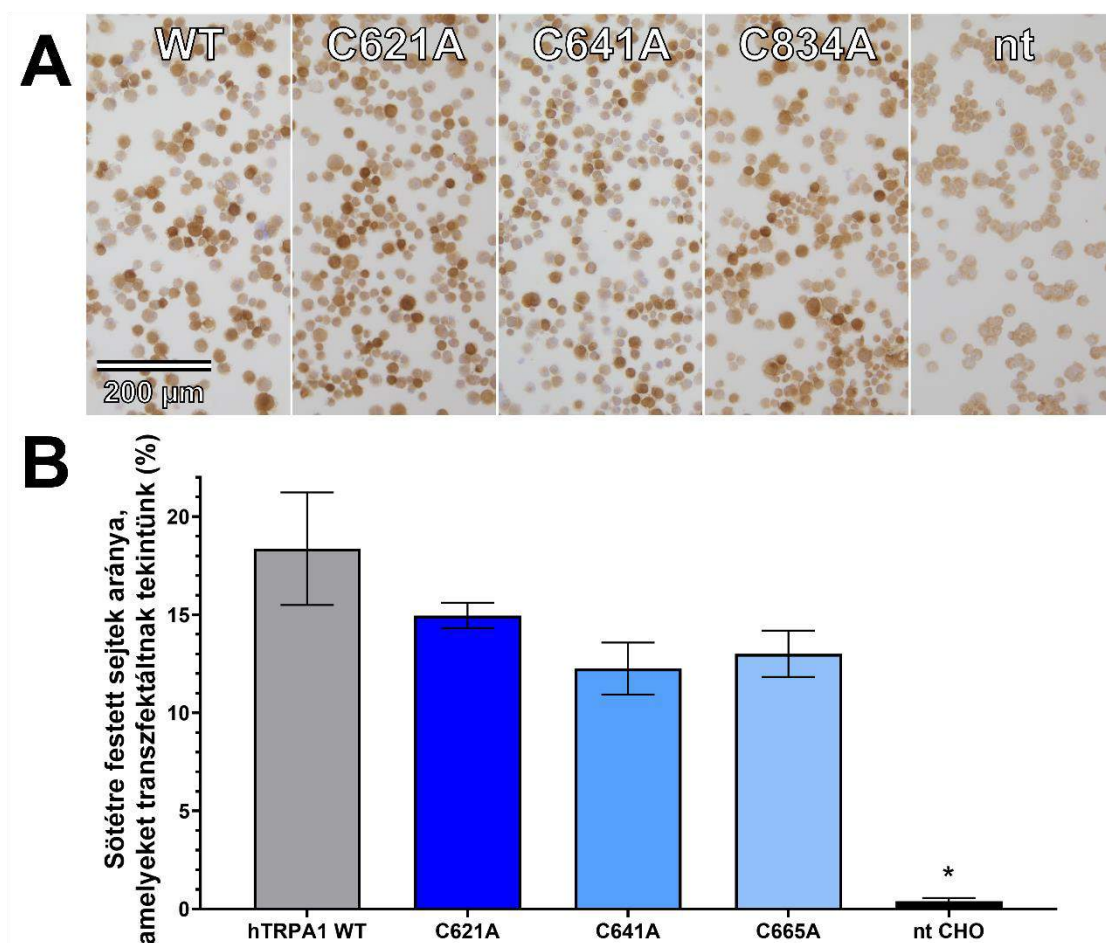 A
WT
C621A
C641A
C834A
nt
200 µm
B
Sötétre festett sejtek aránya,
amelyeket transzfektáltnak tekintünk (%)
20
15
10
5
0
*
hTRPA1 WT
C621A
C641A
C665A
nt CHO